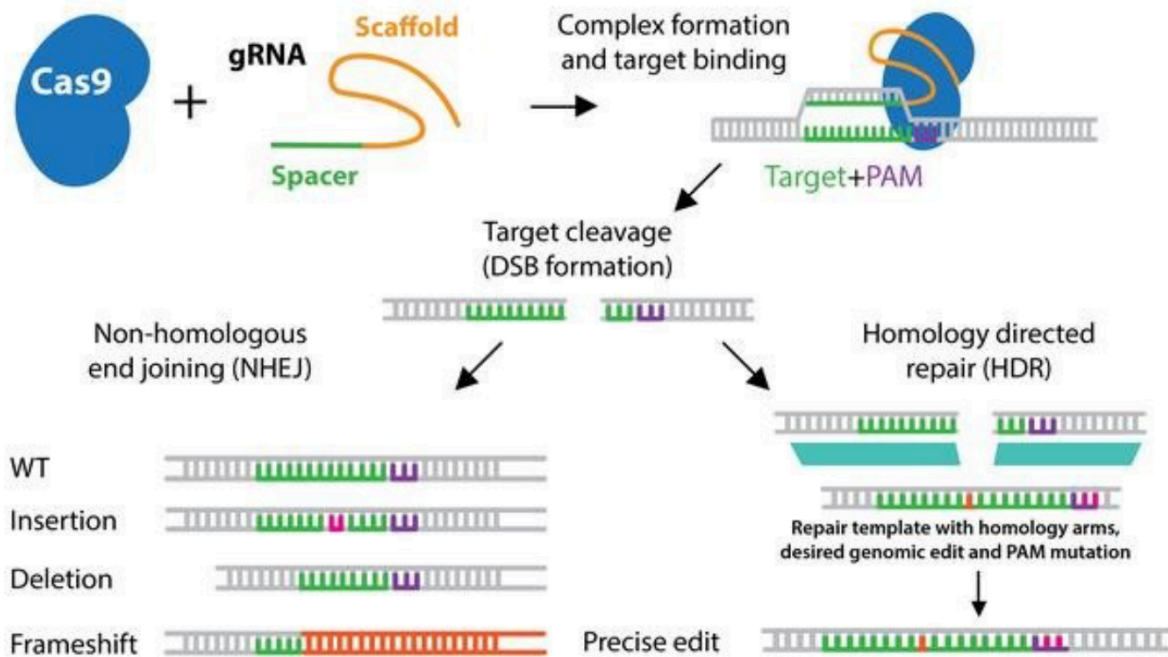 Cas9
+
gRNA
Scaffold
Spacer
Complex formation
and target binding
Target+PAM
Target cleavage
(DSB formation)
Non-homologous
end joining (NHEJ)
WT
Insertion
Deletion
Frameshift
Homology directed
repair (HDR)
Repair template with homology arms,
desired genomic edit and PAM mutation
Precise edit